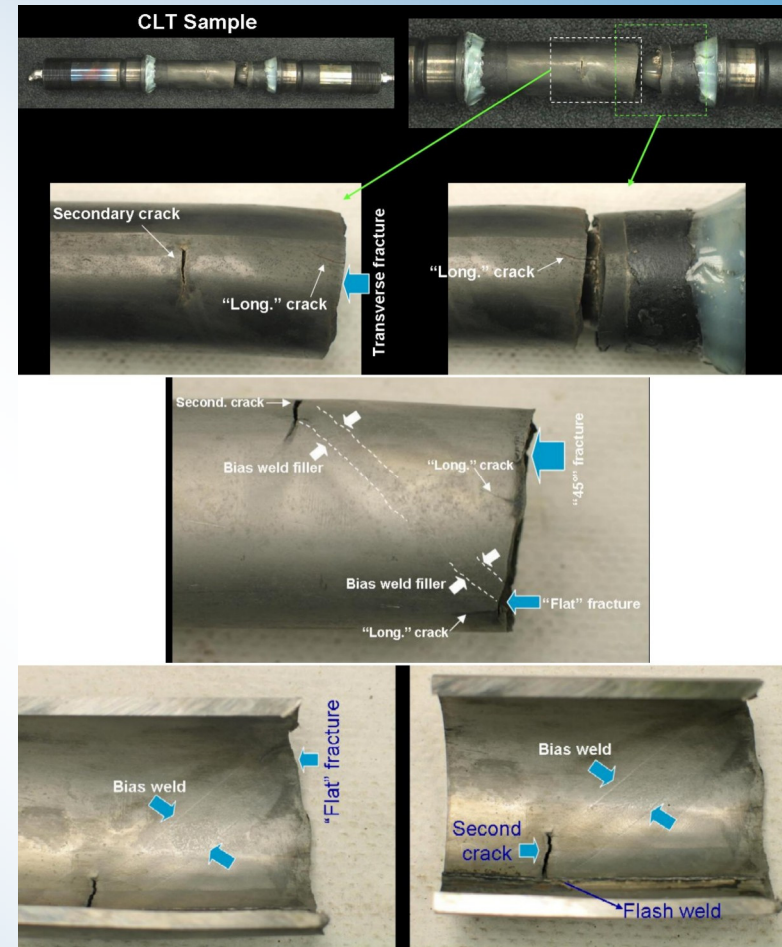 CLT Sample
Secondary crack
"Long." crack
Transverse fracture
"Long." crack
Second. crack
Bias weld filler
"Long." crack
"45º" fracture
Bias weld filler
"Flat" fracture
"Long." crack
Bias weld
"Flat" fracture
Bias weld
Second
crack
Flash weld